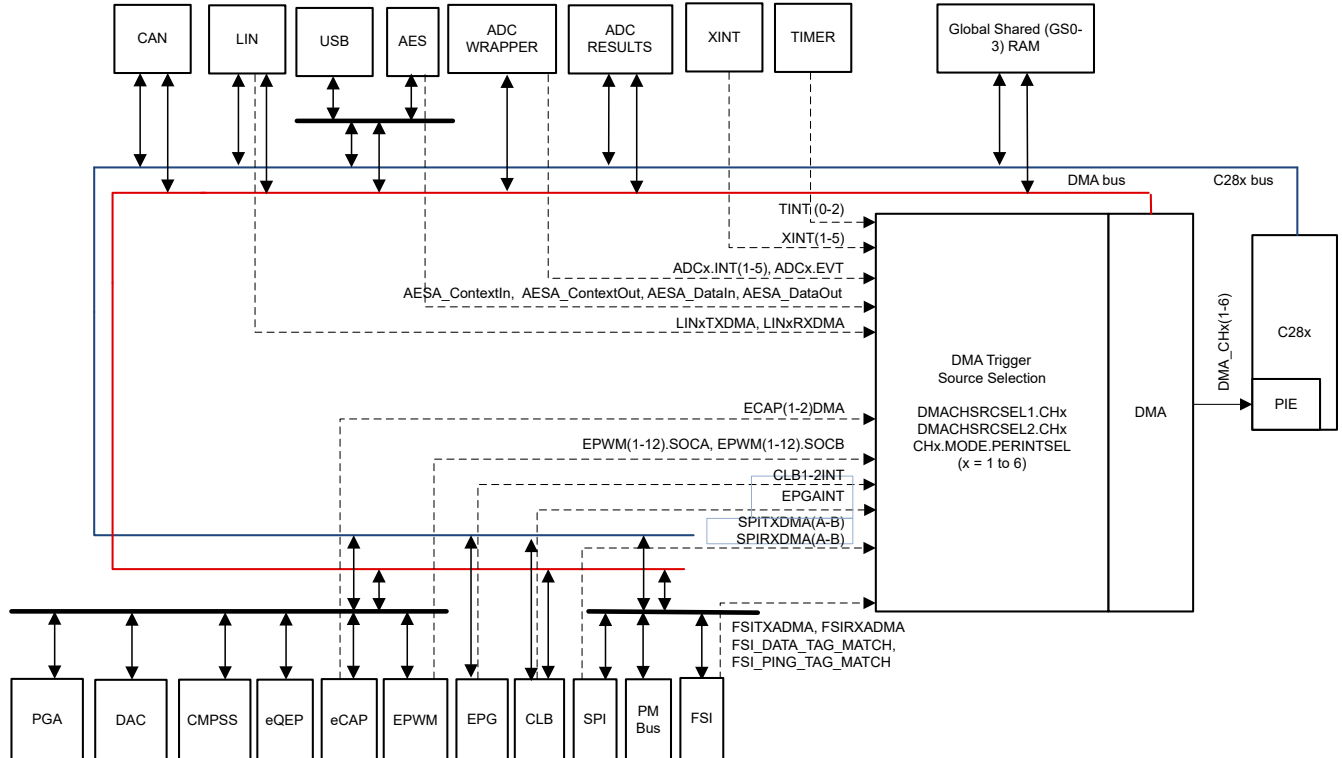 CAN
LIN
USB
AES
ADC
WRAPPER
ADC
RESULTS
XINT
TIMER
Global Shared (GS0-
3) RAM
DMA bus
C28x bus
TINT (0-2)
XINT(1-5)
ADCx.INT(1-5), ADCx.EVT
AESA_ContextIn, AESA_ContextOut, AESA_DataIn, AESA_DataOut
LINxTXDMA, LINxRXDMA
ECAP(1-2)DMA
EPWM(1-12).SOCA, EPWM(1-12).SOCB
CLB1-2INT
EPGAINT
SPITXDMA(A-B)
SPIRXDMA(A-B)
FSITXADMA, FSIRXADMA
FSI_DATA_TAG_MATCH,
FSI_PING_TAG_MATCH
DMA Trigger
Source Selection
DMACHSRCSEL1.CHx
DMACHSRCSEL2.CHx
CHx.MODE.PERINTSEL
(x = 1 to 6)
DMA
DMA_CHx(1-6)
C28x
PIE
PGA
DAC
CMPSS
eQEP
eCAP
EPWM
EPG
CLB
SPI
PM
Bus
FSI